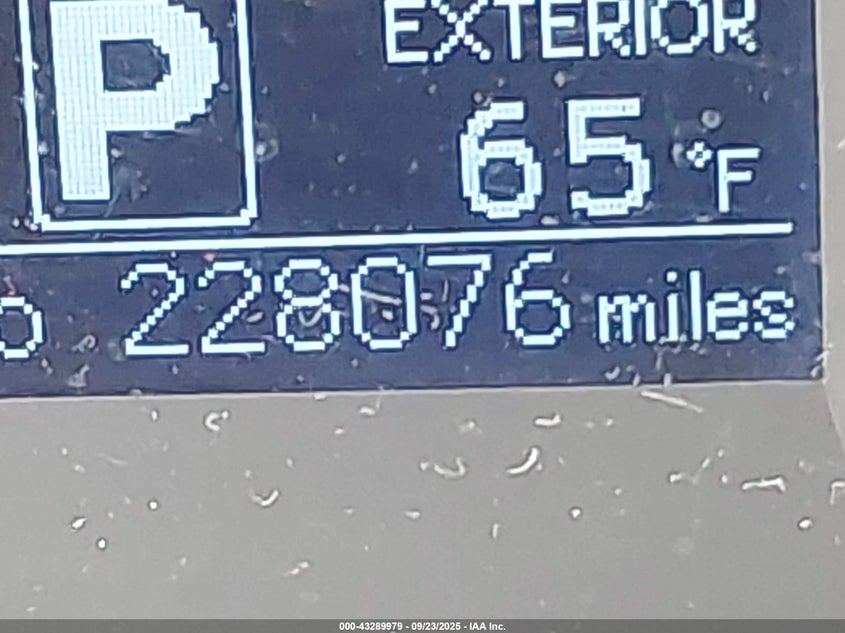 P
EXTERIOR
65 °F
o 228076 miles
000-43289979 - 09/23/2025 - IAA Inc.